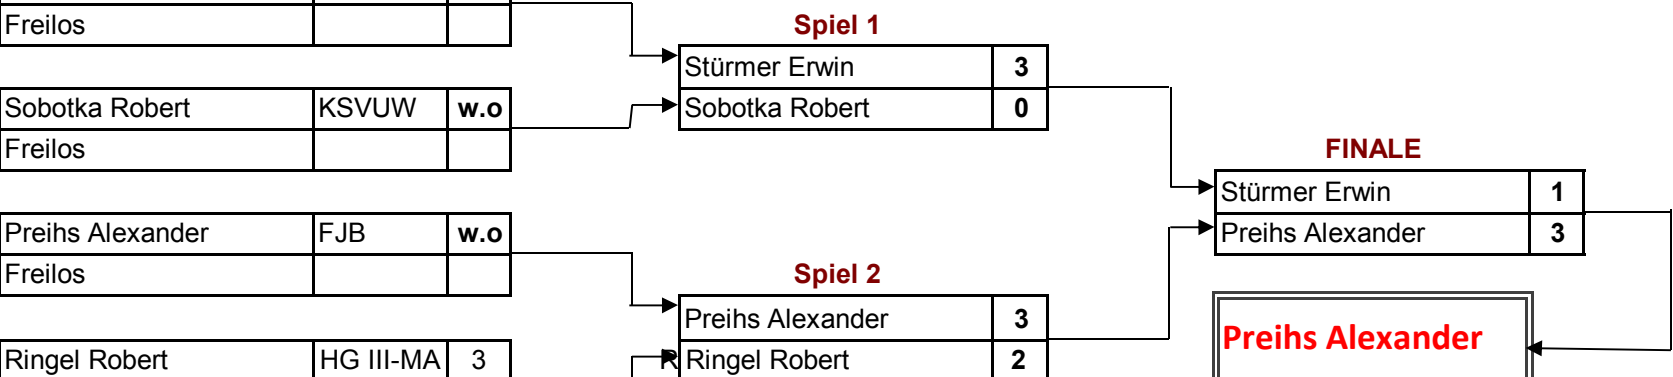 Freilos
Sobotka Robert KSVUW w.o
Freilos
Preihs Alexander FJB w.o
Freilos
Ringel Robert HG III-MA 3
Spiel 1
Stürmer Erwin 3
Sobotka Robert 0
Spiel 2
Preihs Alexander 3
R Ringel Robert 2
FINALE
Stürmer Erwin 1
Preihs Alexander 3
Preihs Alexander